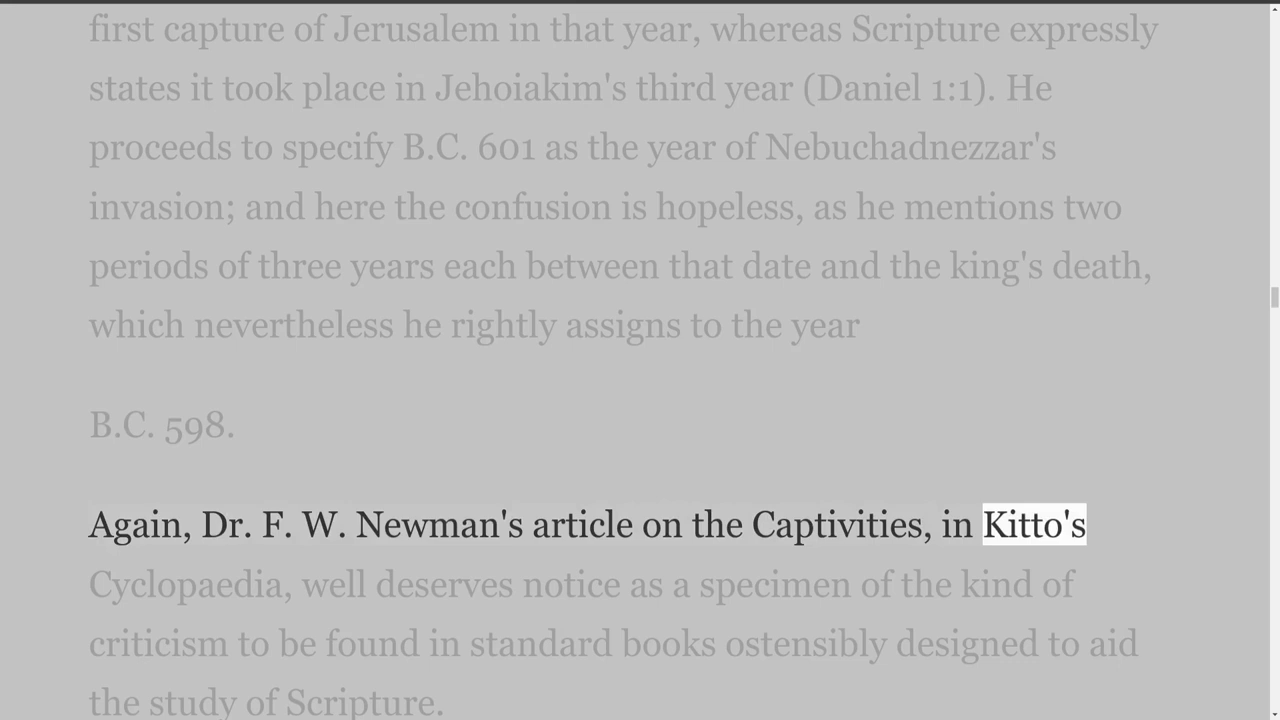 first capture of Jerusalem in that year, whereas Scripture expressly
states it took place in Jehoiakim's third year (Daniel 1:1). He
proceeds to specify B.C. 601 as the year of Nebuchadnezzar's
invasion; and here the confusion is hopeless, as he mentions two
periods of three years each between that date and the king's death,
which nevertheless he rightly assigns to the year
B.C. 598.
Again, Dr. F. W. Newman's article on the Captivities, in Kitto's
Cyclopaedia, well deserves notice as a specimen of the kind of
criticism to be found in standard books ostensibly designed to aid
the study of Scripture.